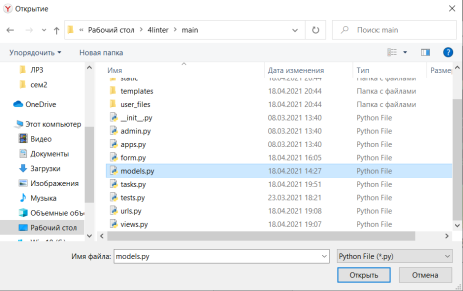 Открытие
« Рабочий стол > 4linter > main
Поиск: main
Упорядочить
Новая папка
Имя
Дата изменения
Тип
Размер
static 18.04.2021 20:44 Папка с файлами
templates 18.04.2021 20:44 Папка с файлами
user_files 18.04.2021 20:44 Папка с файлами
__init__.py 08.03.2021 13:40 Python File
admin.py 08.03.2021 13:40 Python File
apps.py 08.03.2021 13:40 Python File
form.py 18.04.2021 16:05 Python File
models.py 18.04.2021 14:27 Python File
tasks.py 18.04.2021 19:51 Python File
tests.py 23.03.2021 18:21 Python File
urls.py 18.04.2021 19:08 Python File
views.py 18.04.2021 19:07 Python File
ЛР3
сем2
OneDrive
Этот компьютер
Видео
Документы
Загрузки
Изображения
Музыка
Объемные объ
Рабочий стол
Имя файла: models.py
Python File (*.py)
Открыть
Отмена